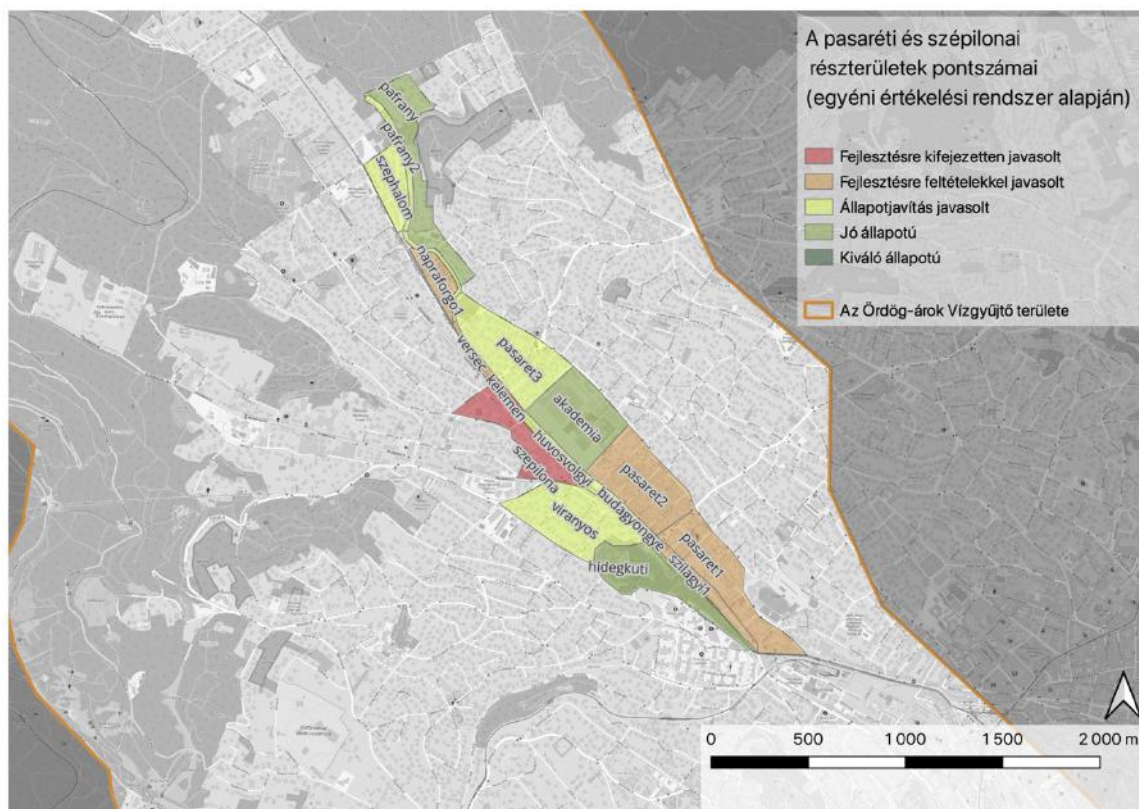 A pasaréti és szépilonai
részterületek pontszámai
(egyéni értékelési rendszer alapján)
Fejlesztésre kifejezetten javasolt
Fejlesztésre feltételekkel javasolt
Állapotjavítás javasolt
Jó állapotú
Kiváló állapotú
Az Ördög-árok Vízgyűjtő területe
pafrany
pafrany2
szephalom
napraforgo1
versec
pasaret3
kelemen
akademia
huvosvolgyi
szepilona
pasaret2
budagyongye
viranyos
pasaret1
szilagyi1
hidegkuti
0 500 1 000 1 500 2 000 m